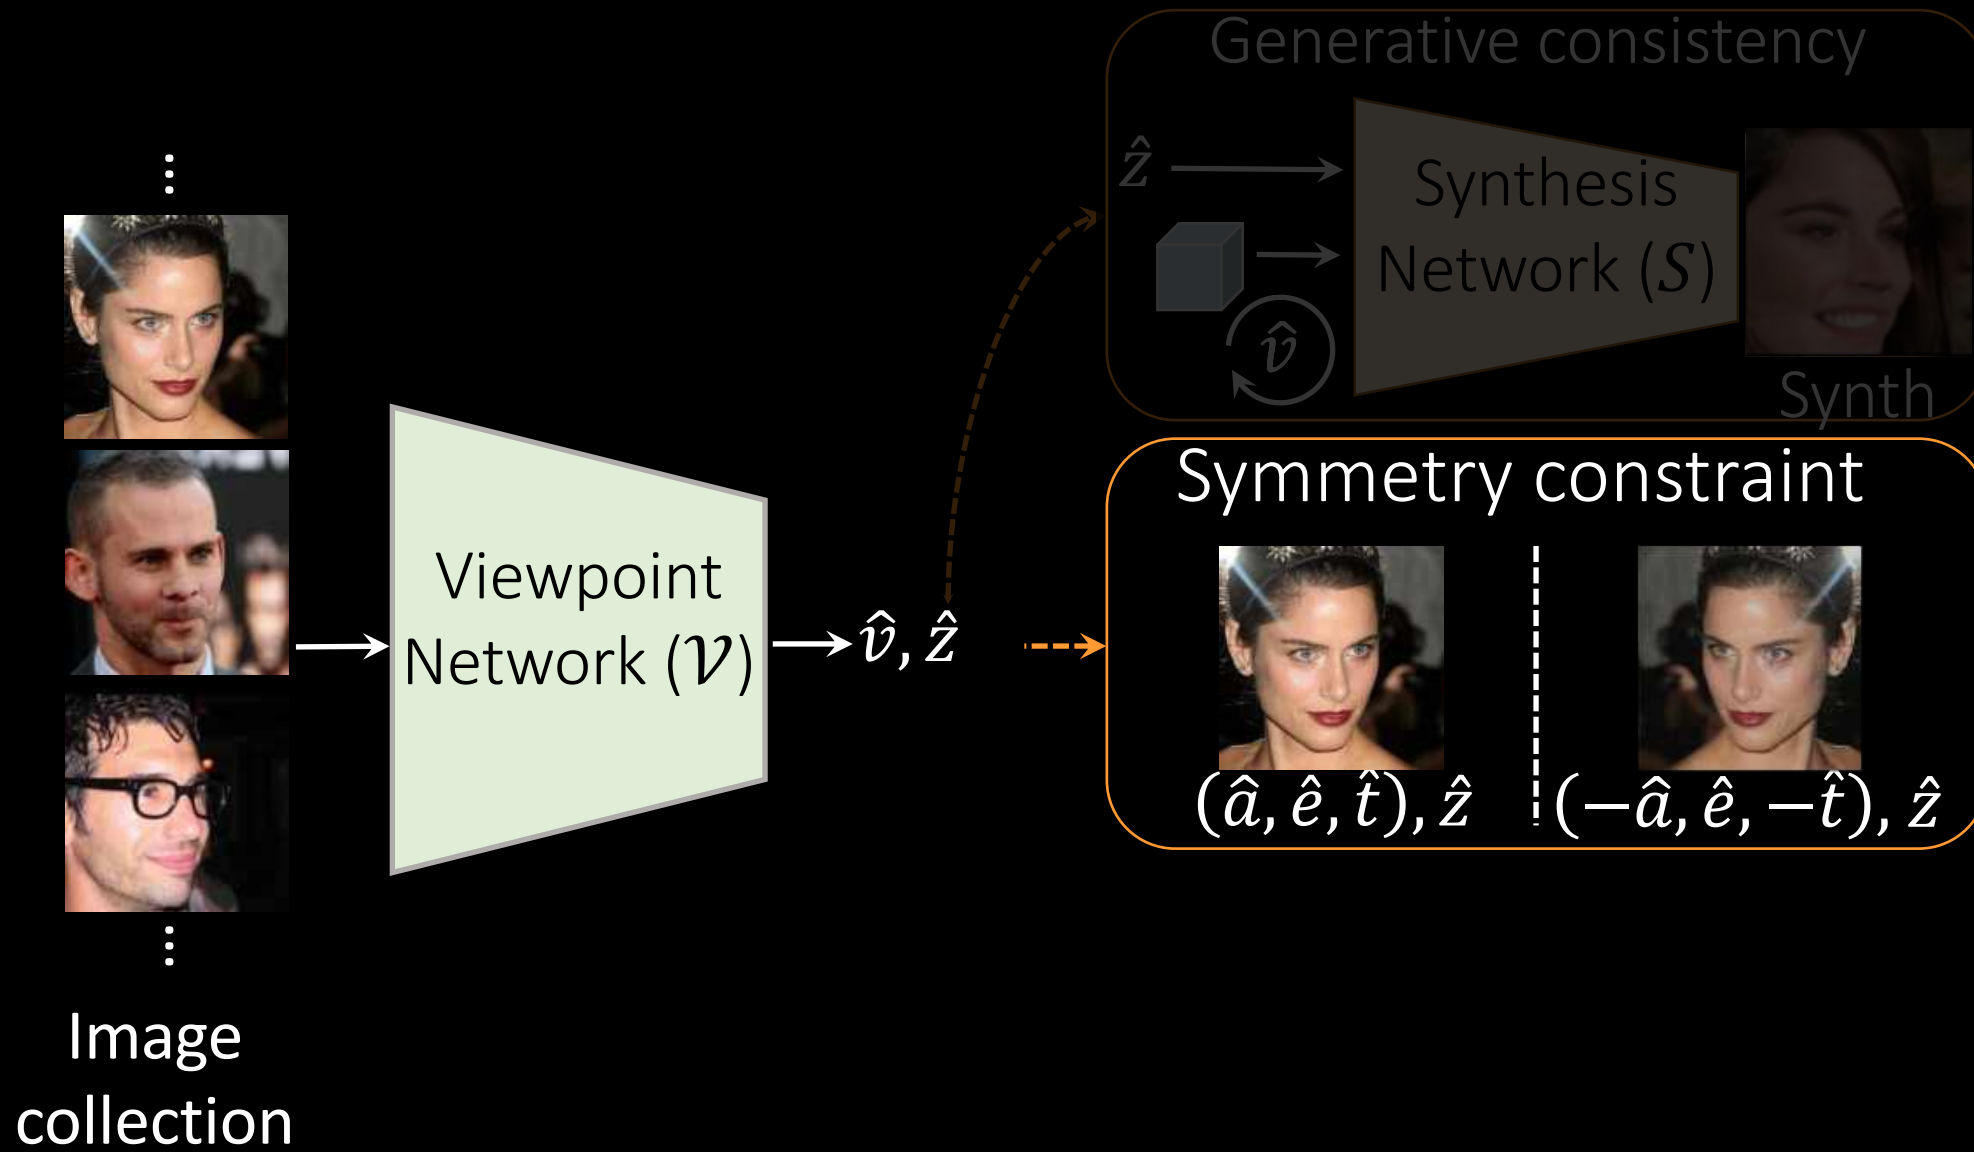 Generative consistency
ẑ
Synthesis
Network (S)
v̂
Synth
Symmetry constraint
Viewpoint
Network (𝒱)
v̂, ẑ
(â, ê, t̂), ẑ
(−â, ê, −t̂), ẑ
Image
collection